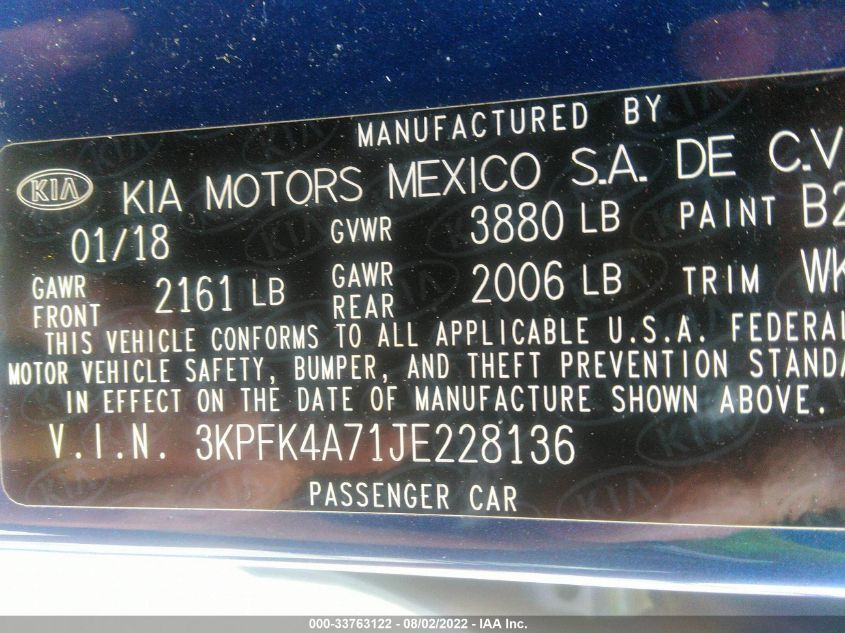 MANUFACTURED BY
KIA KIA MOTORS MEXICO S.A. DE C.V
01/18 GVWR 3880 LB PAINT B2
GAWR FRONT 2161 LB GAWR REAR 2006 LB TRIM WK
THIS VEHICLE CONFORMS TO ALL APPLICABLE U.S.A. FEDERAL
MOTOR VEHICLE SAFETY, BUMPER, AND THEFT PREVENTION STANDA
IN EFFECT ON THE DATE OF MANUFACTURE SHOWN ABOVE.
V.I.N. 3KPFK4A71JE228136
PASSENGER CAR
000-33763122 - 08/02/2022 - IAA Inc.